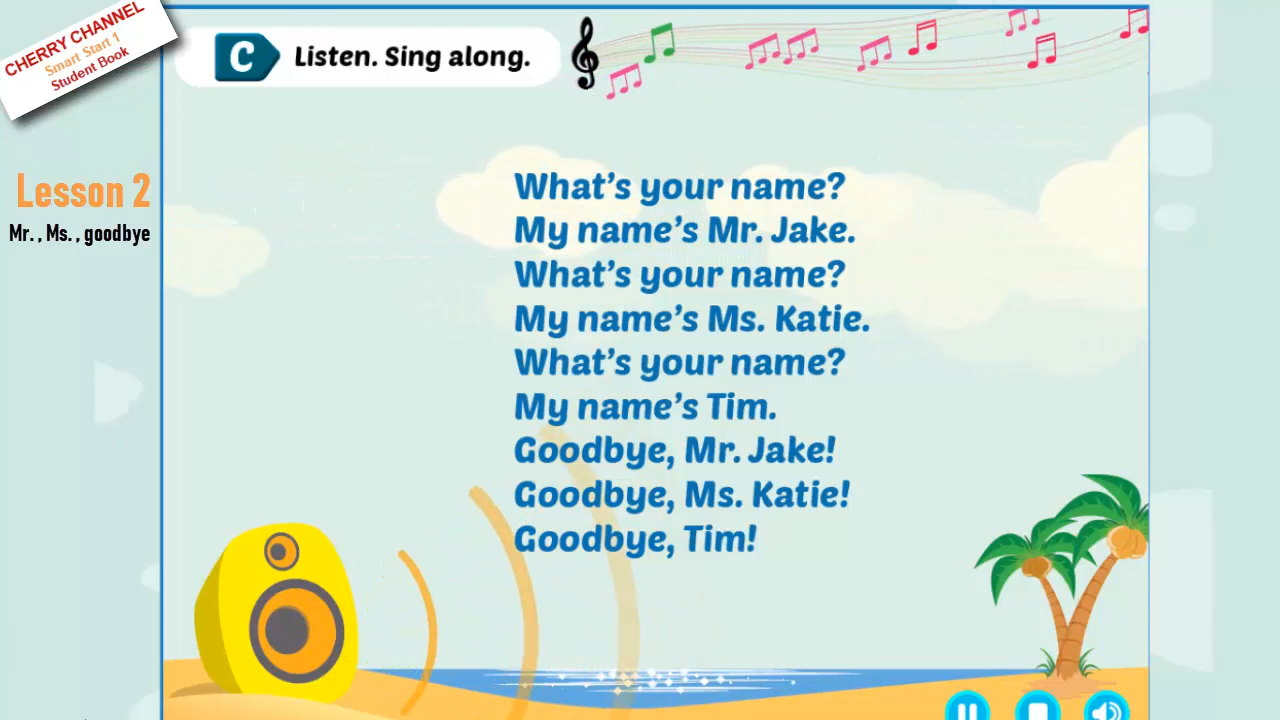 CHERRY CHANNEL
Smart Start 1
Student Book
C Listen. Sing along.
Lesson 2
Mr. , Ms. , goodbye
What's your name?
My name's Mr. Jake.
What's your name?
My name's Ms. Katie.
What's your name?
My name's Tim.
Goodbye, Mr. Jake!
Goodbye, Ms. Katie!
Goodbye, Tim!